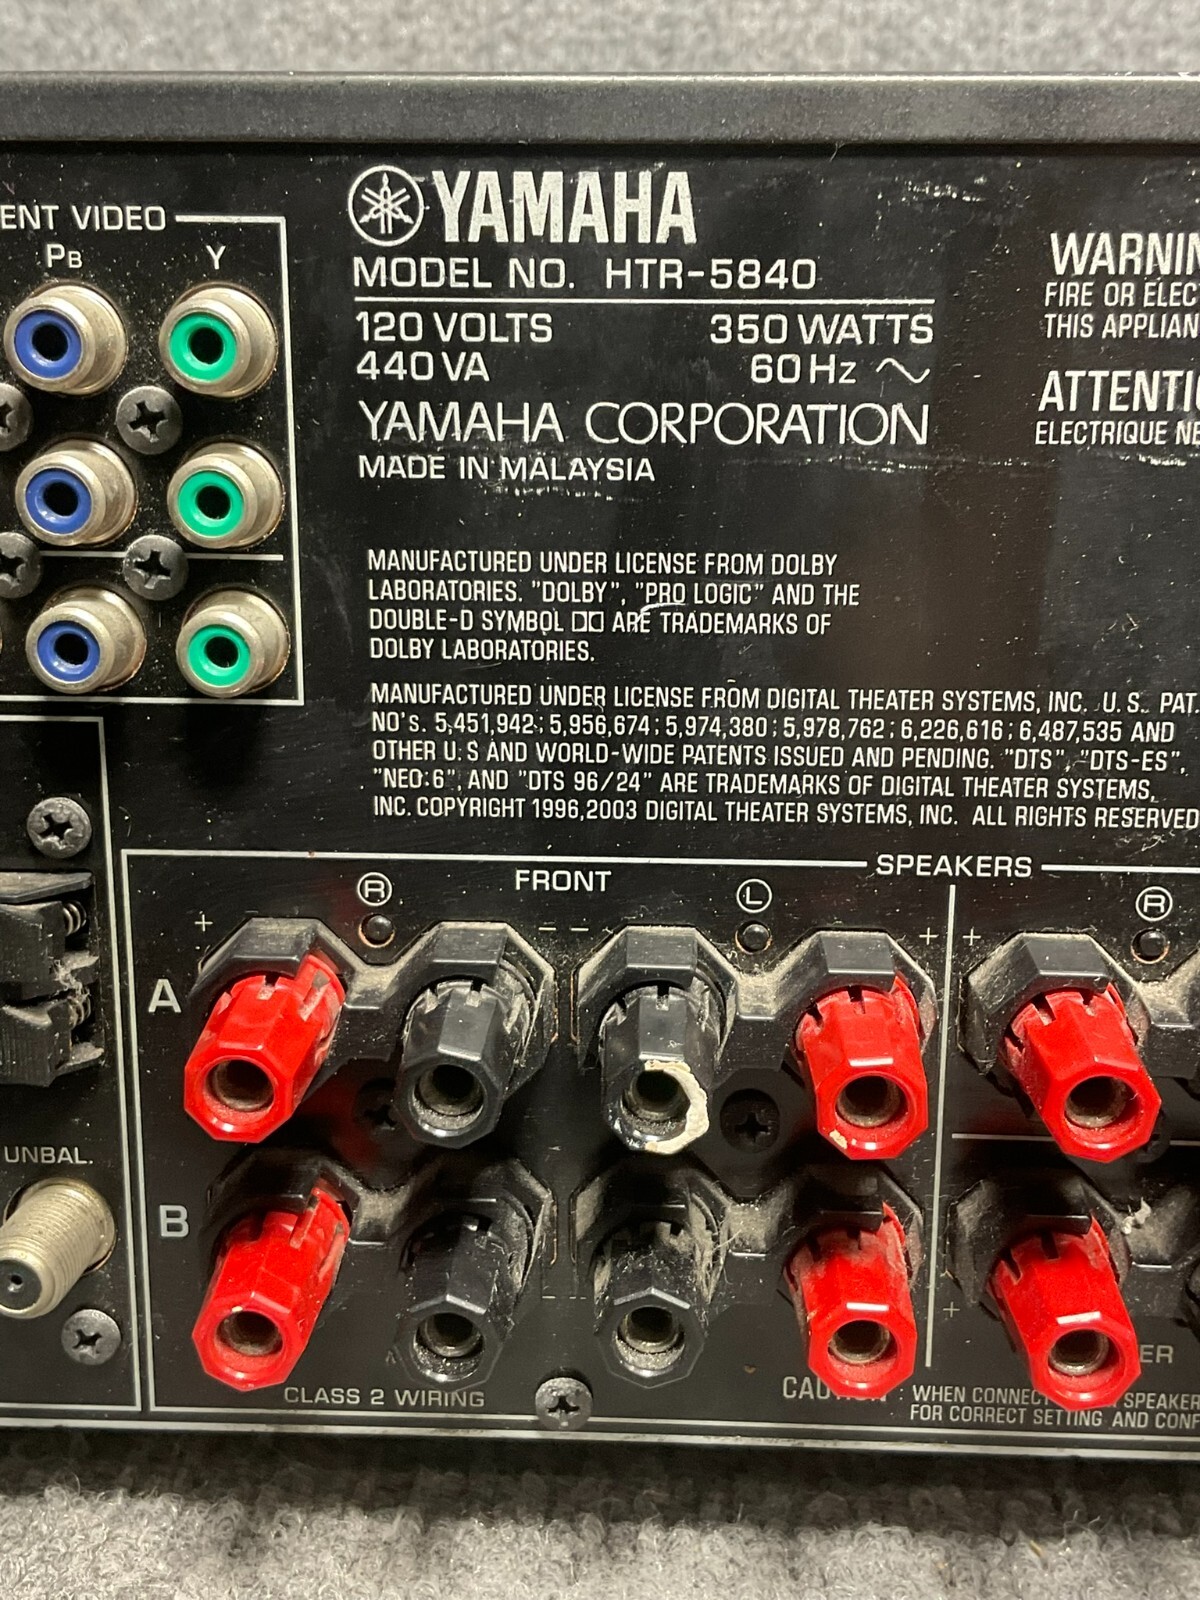 ENT VIDEO
PB
Y
YAMAHA
MODEL NO. HTR-5840
120 VOLTS 350 WATTS
440 VA 60 Hz
YAMAHA CORPORATION
MADE IN MALAYSIA
WARNIN
FIRE OR ELEC
THIS APPLIAN
ATTENTIO
ELECTRIQUE NE
MANUFACTURED UNDER LICENSE FROM DOLBY
LABORATORIES. "DOLBY", "PRO LOGIC" AND THE
DOUBLE-D SYMBOL ARE TRADEMARKS OF
DOLBY LABORATORIES.
MANUFACTURED UNDER LICENSE FROM DIGITAL THEATER SYSTEMS, INC. U.S. PAT.
NO's. 5,451,942; 5,956,674; 5,974,380; 5,978,762; 6,226,616; 6,487,535 AND
OTHER U.S AND WORLD-WIDE PATENTS ISSUED AND PENDING. "DTS", "DTS-ES",
"NEO:6", AND "DTS 96/24" ARE TRADEMARKS OF DIGITAL THEATER SYSTEMS,
INC. COPYRIGHT 1996,2003 DIGITAL THEATER SYSTEMS, INC. ALL RIGHTS RESERVED
SPEAKERS
FRONT
R
L
R
+ - - + +
A
UNBAL.
B
+
ER
CLASS 2 WIRING
CAUTION : WHEN CONNECT SPEAKER
FOR CORRECT SETTING AND CONF